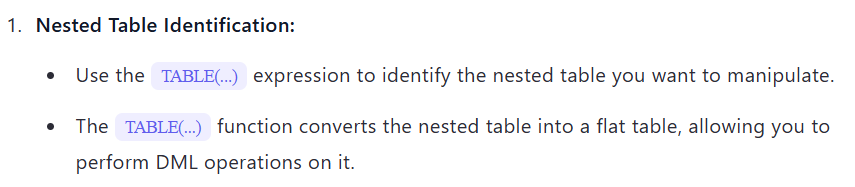 1. Nested Table Identification:
• Use the TABLE(...) expression to identify the nested table you want to manipulate.
• The TABLE(...) function converts the nested table into a flat table, allowing you to
perform DML operations on it.